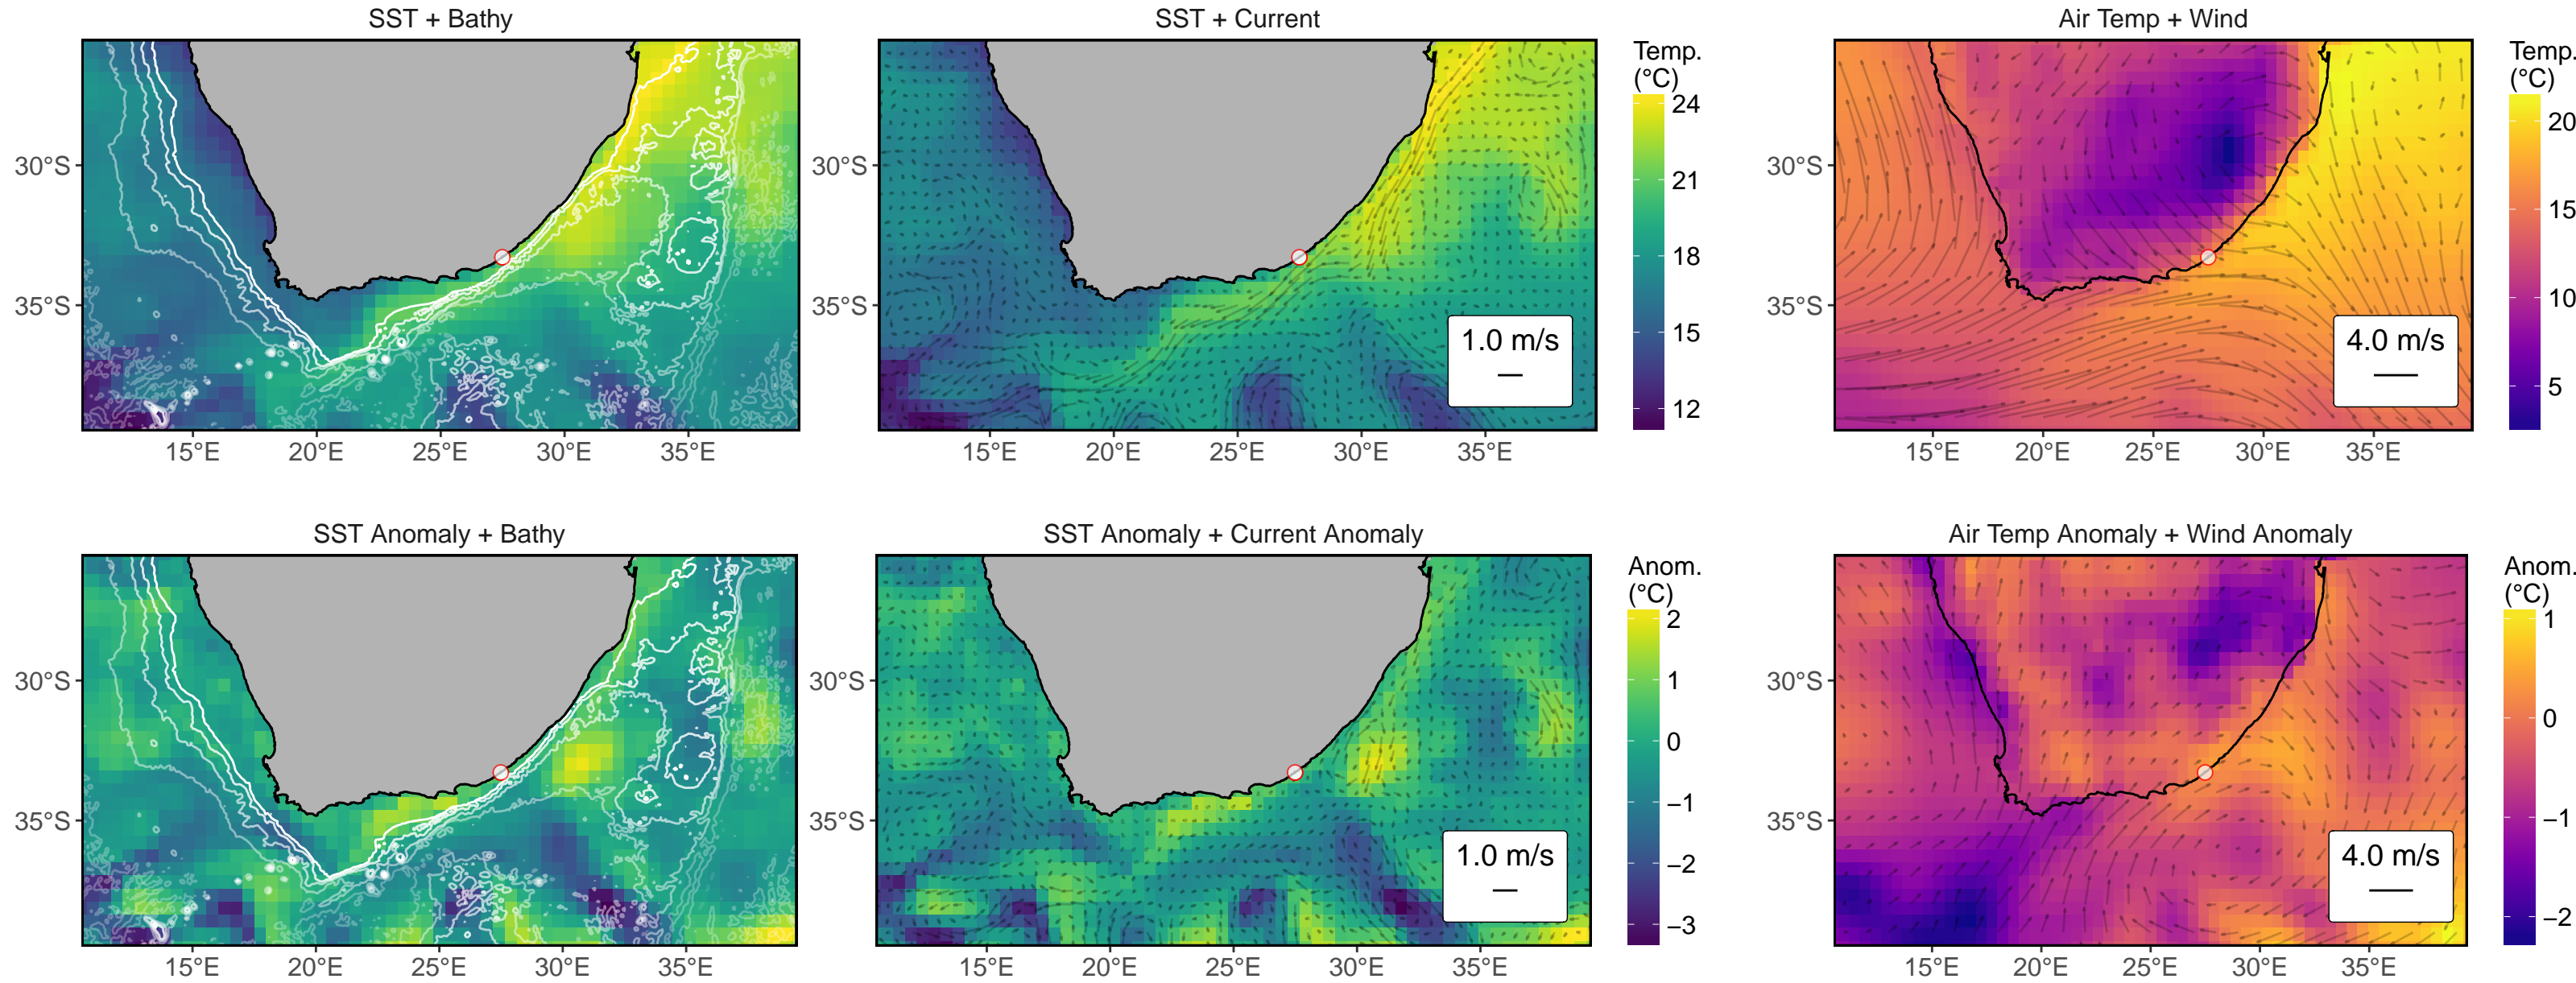 SST + Bathy
SST + Current
Air Temp + Wind
30°S
35°S
15°E 20°E 25°E 30°E 35°E
30°S
35°S
1.0 m/s
15°E 20°E 25°E 30°E 35°E
Temp.
(°C)
24
21
18
15
12
30°S
35°S
4.0 m/s
15°E 20°E 25°E 30°E 35°E
Temp.
(°C)
20
15
10
5
SST Anomaly + Bathy
SST Anomaly + Current Anomaly
Air Temp Anomaly + Wind Anomaly
30°S
35°S
15°E 20°E 25°E 30°E 35°E
30°S
35°S
1.0 m/s
15°E 20°E 25°E 30°E 35°E
Anom.
(°C)
2
1
0
−1
−2
−3
30°S
35°S
4.0 m/s
15°E 20°E 25°E 30°E 35°E
Anom.
(°C)
1
0
−1
−2